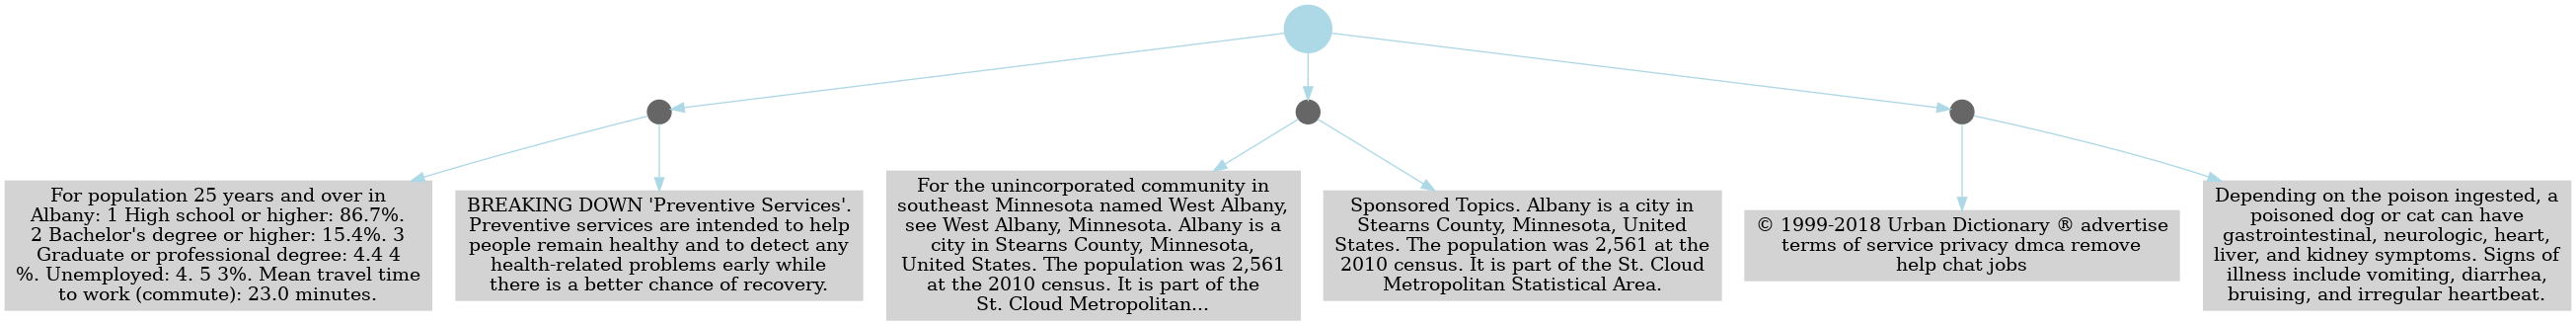 For population 25 years and over in
Albany: 1 High school or higher: 86.7%.
2 Bachelor's degree or higher: 15.4%. 3
Graduate or professional degree: 4.4 4
%. Unemployed: 4. 5 3%. Mean travel time
to work (commute): 23.0 minutes.
BREAKING DOWN 'Preventive Services'.
Preventive services are intended to help
people remain healthy and to detect any
health-related problems early while
there is a better chance of recovery.
For the unincorporated community in
southeast Minnesota named West Albany,
see West Albany, Minnesota. Albany is a
city in Stearns County, Minnesota,
United States. The population was 2,561
at the 2010 census. It is part of the
St. Cloud Metropolitan...
Sponsored Topics. Albany is a city in
Stearns County, Minnesota, United
States. The population was 2,561 at the
2010 census. It is part of the St. Cloud
Metropolitan Statistical Area.
© 1999-2018 Urban Dictionary ® advertise
terms of service privacy dmca remove
help chat jobs
Depending on the poison ingested, a
poisoned dog or cat can have
gastrointestinal, neurologic, heart,
liver, and kidney symptoms. Signs of
illness include vomiting, diarrhea,
bruising, and irregular heartbeat.